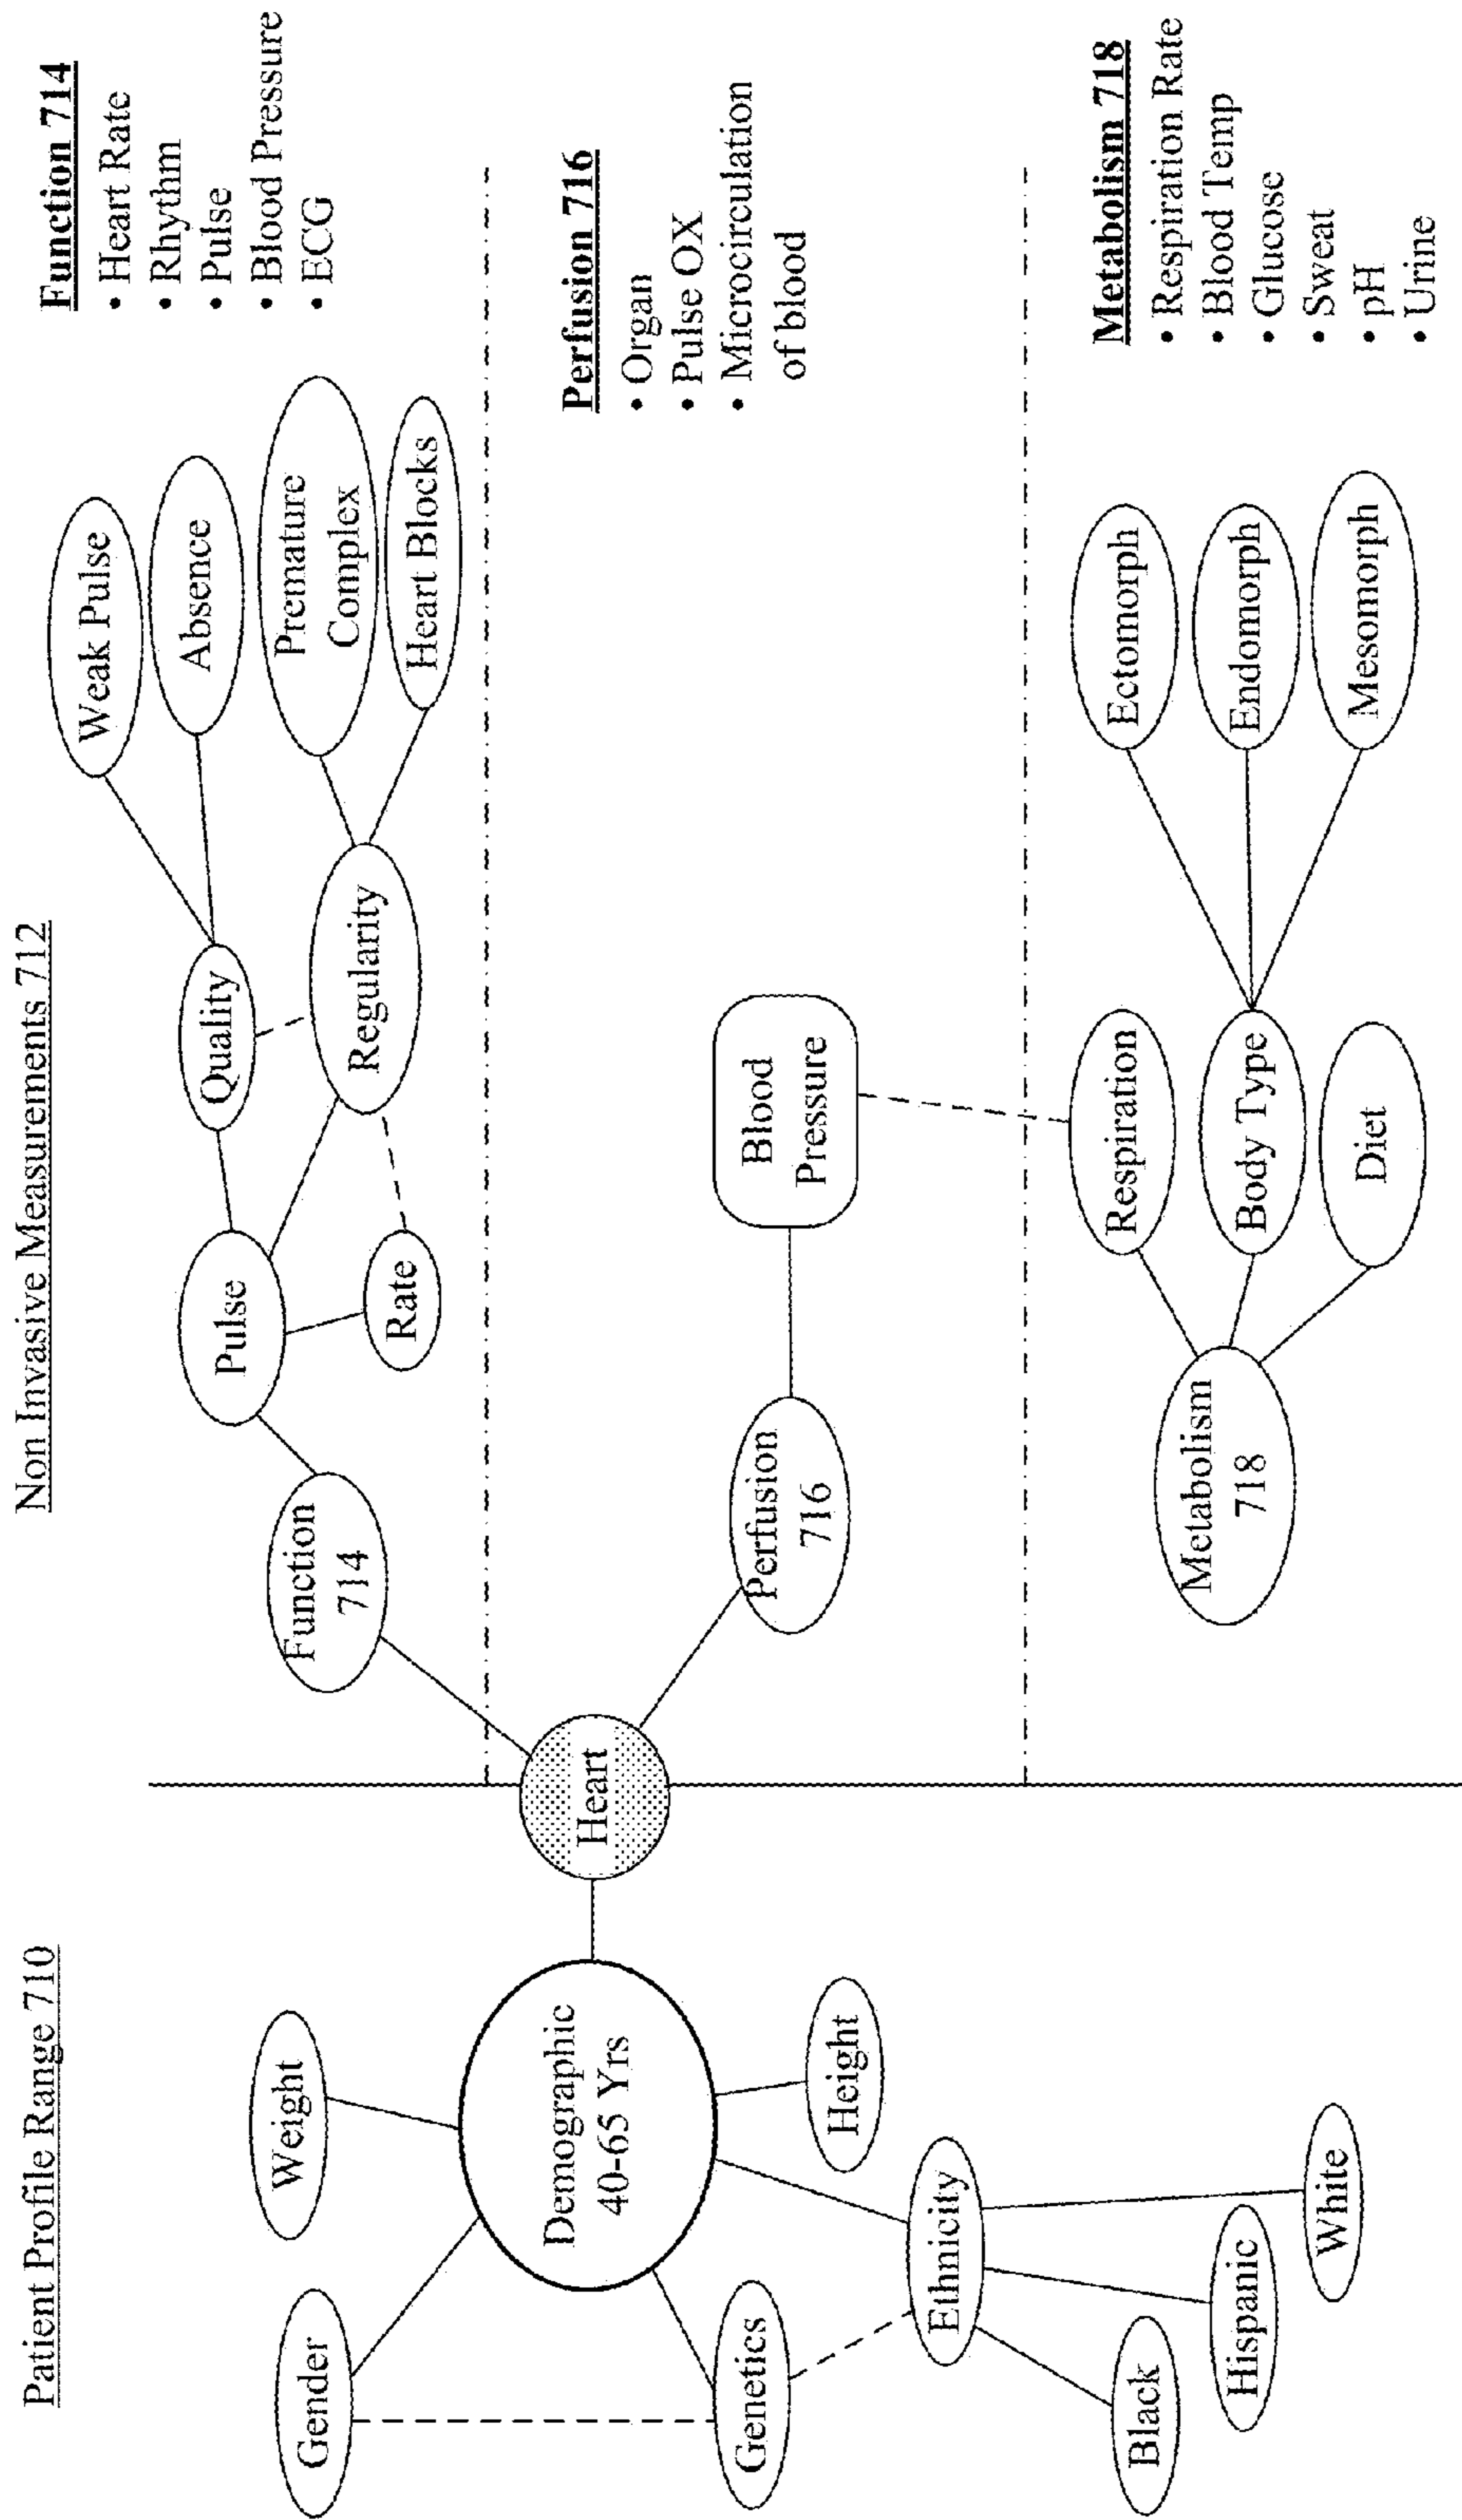 Patient Profile Range 710
Non Invasive Measurements 712
Gender
Weight
Demographic
40-65 Yrs
Genetics
Height
Ethnicity
Black
Hispanic
White
Heart
Function
714
Pulse
Quality
Rate
Regularity
Weak Pulse
Absence
Premature
Complex
Heart Blocks
Function 714
• Heart Rate
• Rhythm
• Pulse
• Blood Pressure
• ECG
Perfusion
716
Blood
Pressure
Perfusion 716
• Organ
• Pulse OX
• Microcirculation
of blood
Metabolism
718
Respiration
Body Type
Diet
Ectomorph
Endomorph
Mesomorph
Metabolism 718
• Respiration Rate
• Blood Temp
• Glucose
• Sweat
• pH
• Urine